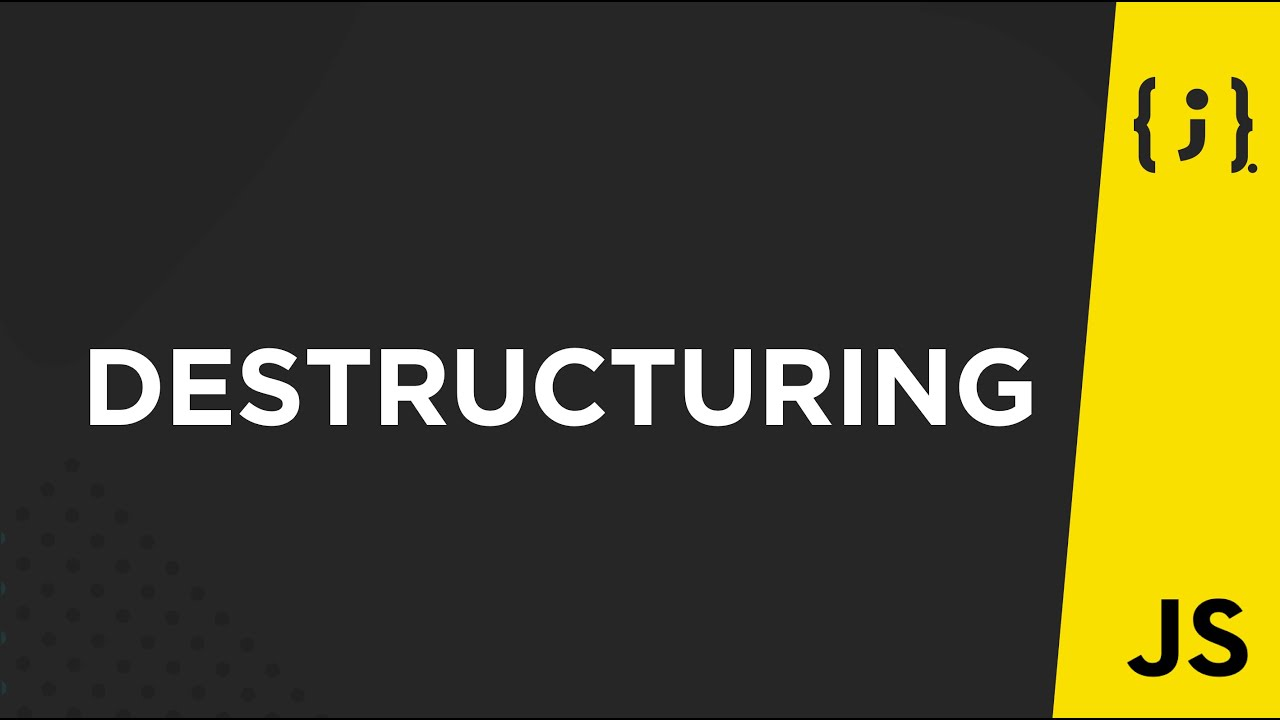 { ; }.
DESTRUCTURING
JS